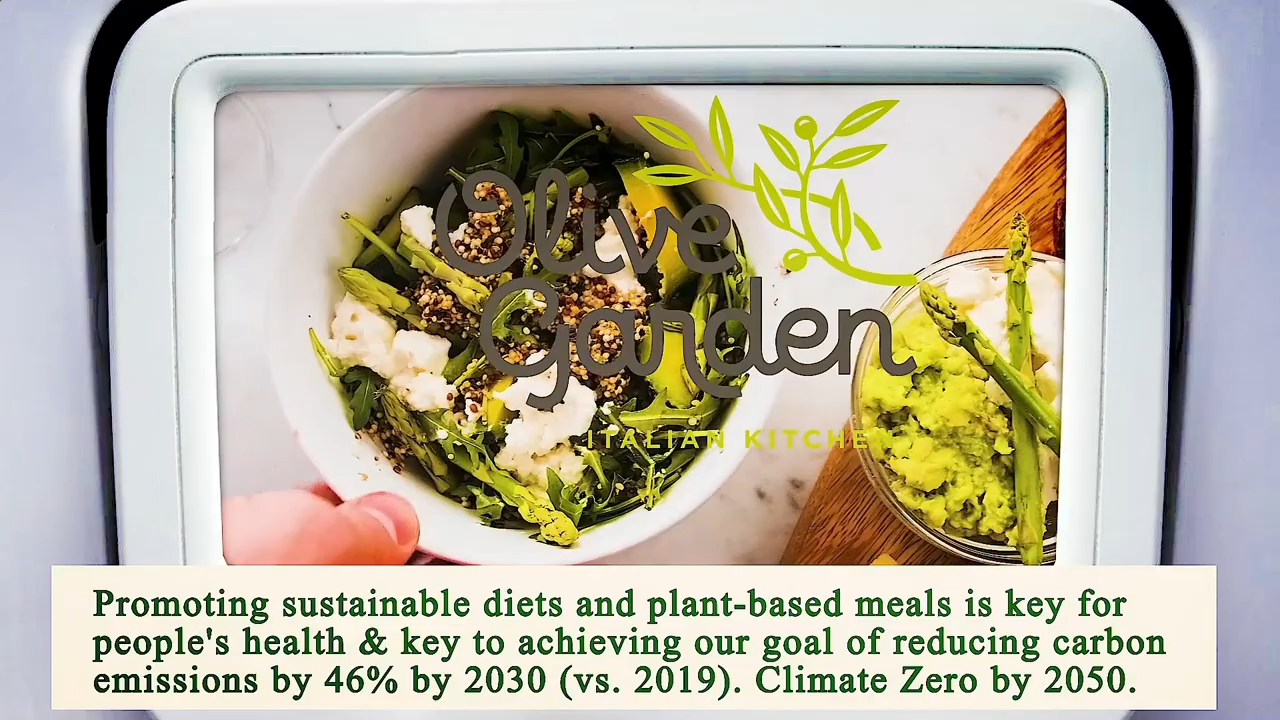 Olive
Garden
ITALIAN KITCHEN
Promoting sustainable diets and plant-based meals is key for
people's health & key to achieving our goal of reducing carbon
emissions by 46% by 2030 (vs. 2019). Climate Zero by 2050.